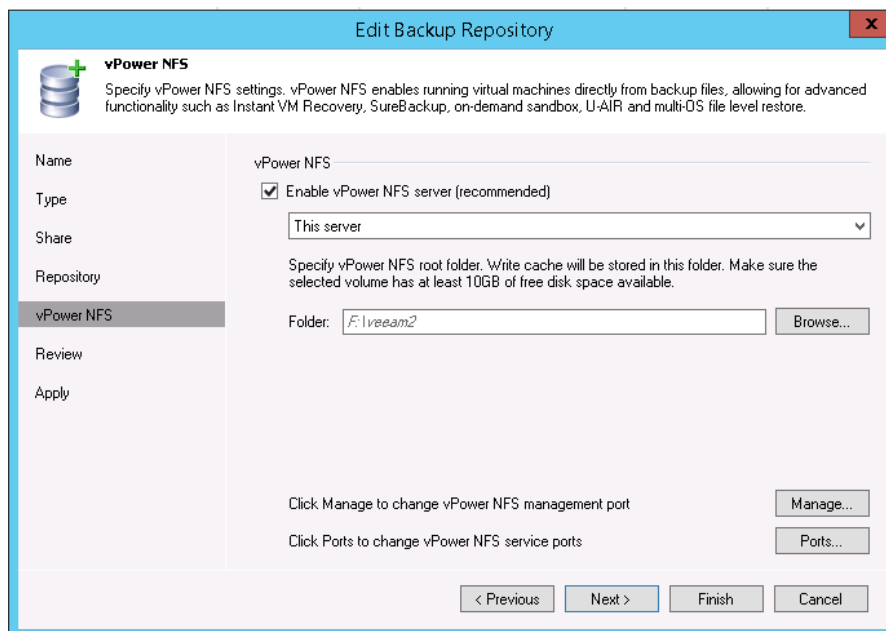 Edit Backup Repository
x
vPower NFS
Specify vPower NFS settings. vPower NFS enables running virtual machines directly from backup files, allowing for advanced
functionality such as Instant VM Recovery, SureBackup, on-demand sandbox, U-AIR and multi-OS file level restore.
Name
Type
Share
Repository
vPower NFS
Review
Apply
vPower NFS
Enable vPower NFS server (recommended)
This server
Specify vPower NFS root folder. Write cache will be stored in this folder. Make sure the
selected volume has at least 10GB of free disk space available.
Folder: F:\veeam2 Browse...
Click Manage to change vPower NFS management port Manage...
Click Ports to change vPower NFS service ports Ports...
< Previous Next > Finish Cancel